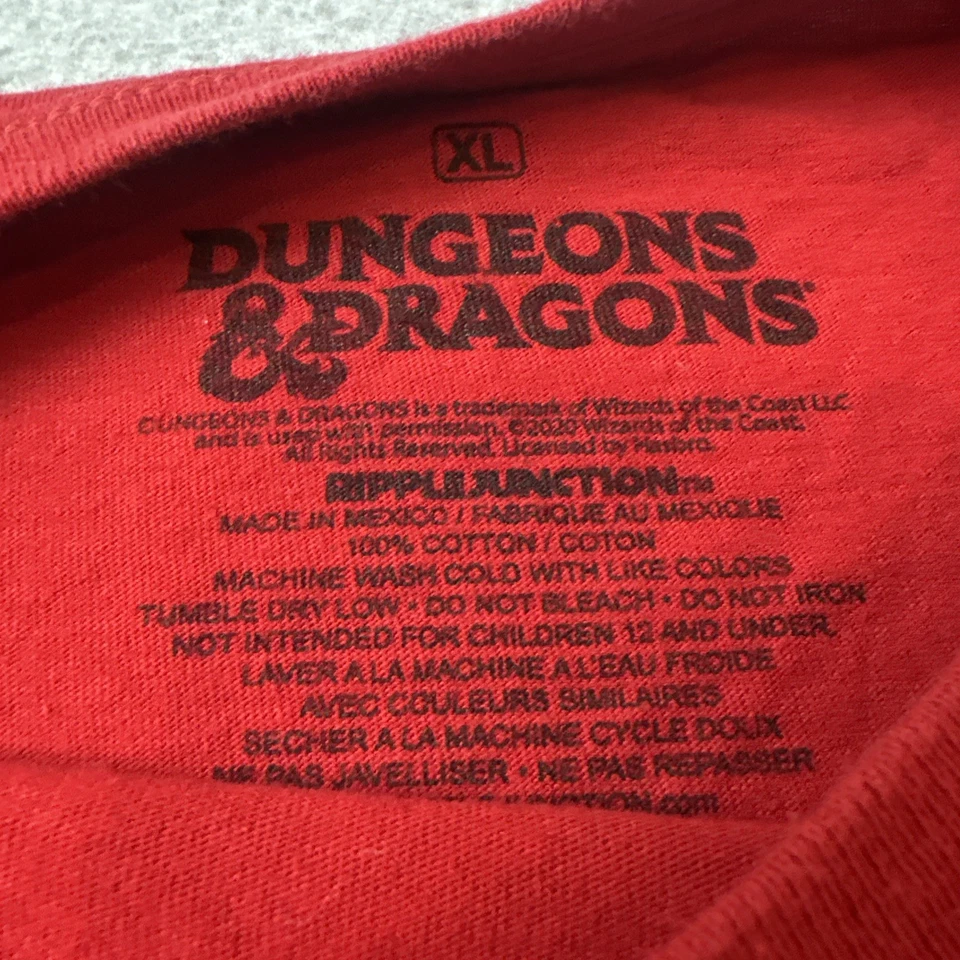 XL
DUNGEONS
& DRAGONS
DUNGEONS & DRAGONS is a trademark of Wizards of the Coast LLC
and is used with permission. ©2020 Wizards of the Coast.
All Rights Reserved. Licensed by Hasbro.
RIPPLE JUNCTION™
MADE IN MEXICO / FABRIQUE AU MEXIQUE
100% COTTON / COTON
MACHINE WASH COLD WITH LIKE COLORS
TUMBLE DRY LOW • DO NOT BLEACH • DO NOT IRON
NOT INTENDED FOR CHILDREN 12 AND UNDER.
LAVER A LA MACHINE A L'EAU FROIDE
AVEC COULEURS SIMILAIRES
SECHER A LA MACHINE CYCLE DOUX
NE PAS JAVELLISER • NE PAS REPASSER
JUNCTION.com